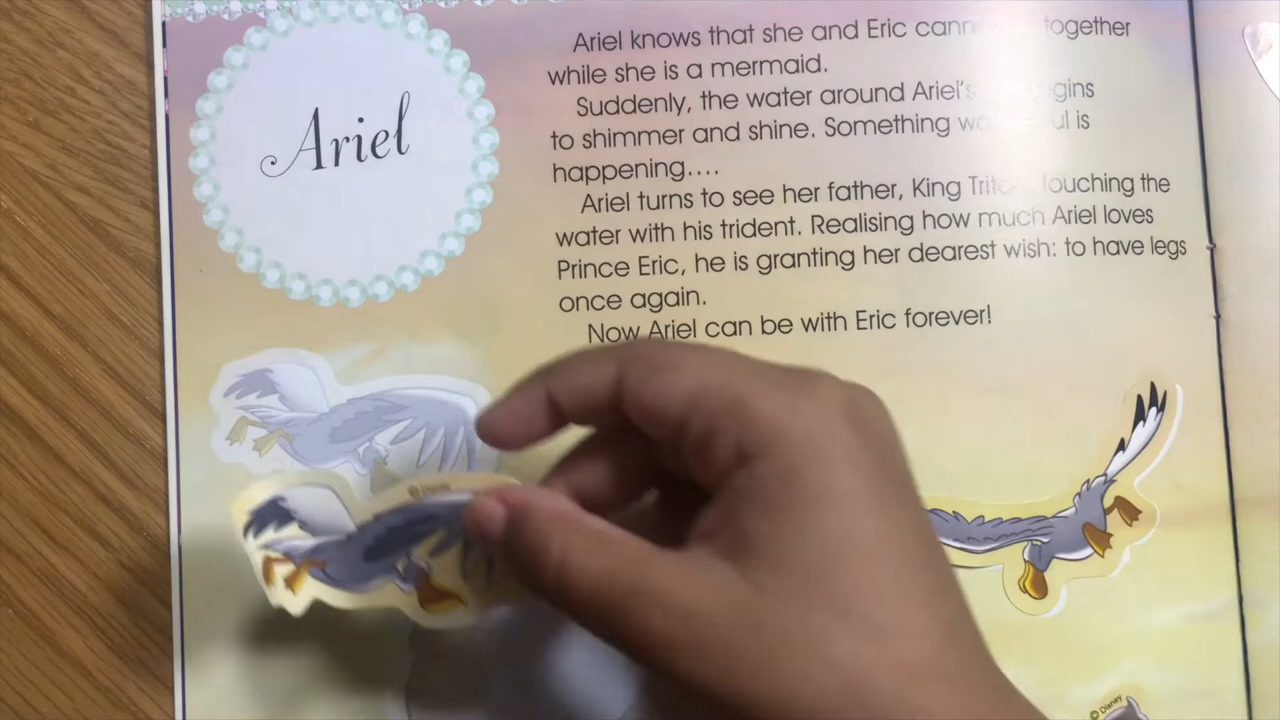 Ariel
Ariel knows that she and Eric together
while she is a mermaid.
Suddenly, the water around Ariel's
to shimmer and shine. Something is
happening....
Ariel turns to see her father, King touching the
water with his trident. Realising how much Ariel loves
Prince Eric, he is granting her dearest wish: to have legs
once again.
Now Ariel can be with Eric forever!
© Disney